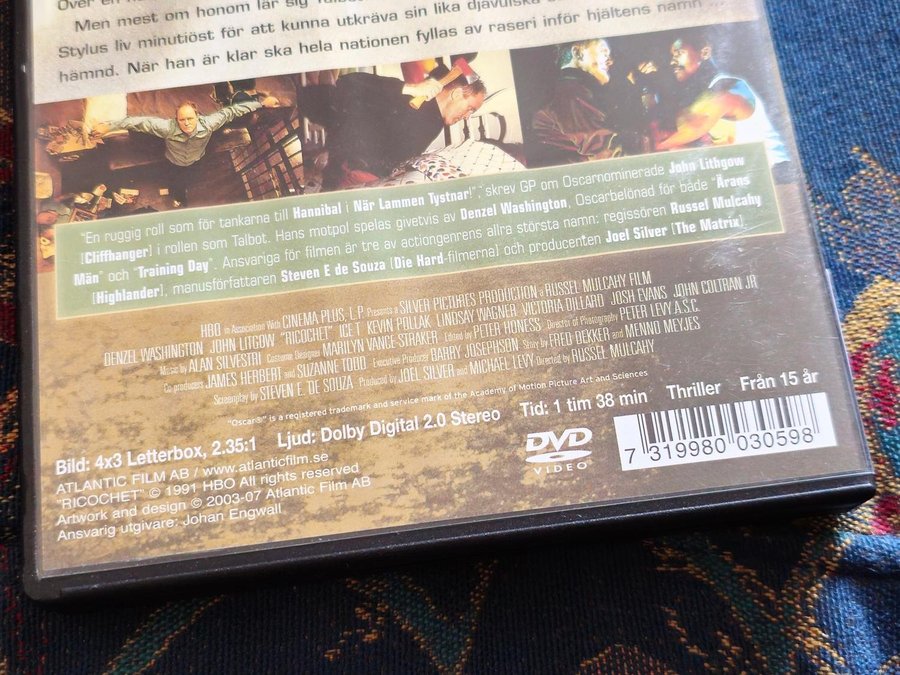 Men mest om honom lär sig
Stylus liv minutiöst för att kunna utkräva sin lika djävulska
hämnd. När han är klar ska hela nationen fyllas av raseri inför hjältens namn ...
"En ruggig roll som för tankarna till Hannibal i När Lammen Tystnar!", skrev GP om Oscarnominerade John Lithgow
[Cliffhanger] i rollen som Talbot. Hans motpol spelas givetvis av Denzel Washington, Oscarbelönad för både "Ärans
Män" och "Training Day". Ansvariga för filmen är tre av actiongenrens allra största namn: regissören Russel Mulcahy
[Highlander], manusförfattaren Steven E de Souza [Die Hard-filmerna] och producenten Joel Silver [The Matrix]
HBO in Association With CINEMA PLUS, L.P. Presents a SILVER PICTURES PRODUCTION a RUSSEL MULCAHY FILM
DENZEL WASHINGTON JOHN LITGOW "RICOCHET" ICE T KEVIN POLLAK LINDSAY WAGNER VICTORIA DILLARD JOSH EVANS JOHN COLTRAN JR
Music by ALAN SILVESTRI Costume Designer MARILYN VANCE-STRAKER Edited by PETER HONESS Director of Photography PETER LEVY A.S.C.
Co producers JAMES HERBERT and SUZANNE TODD Executive Producer BARRY JOSEPHSON Story by FRED DEKKER and MENNO MEYJES
Screenplay by STEVEN E. DE SOUZA Produced by JOEL SILVER and MICHAEL LEVY Directed by RUSSEL MULCAHY
"Oscars®" is a registered trademark and service mark of the Academy of Motion Picture Art and Sciences
Bild: 4x3 Letterbox, 2.35:1 Ljud: Dolby Digital 2.0 Stereo Tid: 1 tim 38 min Thriller Från 15 år
ATLANTIC FILM AB / www.atlanticfilm.se
"RICOCHET" © 1991 HBO All rights reserved
Artwork and design © 2003-07 Atlantic Film AB
Ansvarig utgivare: Johan Engwall
DVD
VIDEO
7 319980 030598